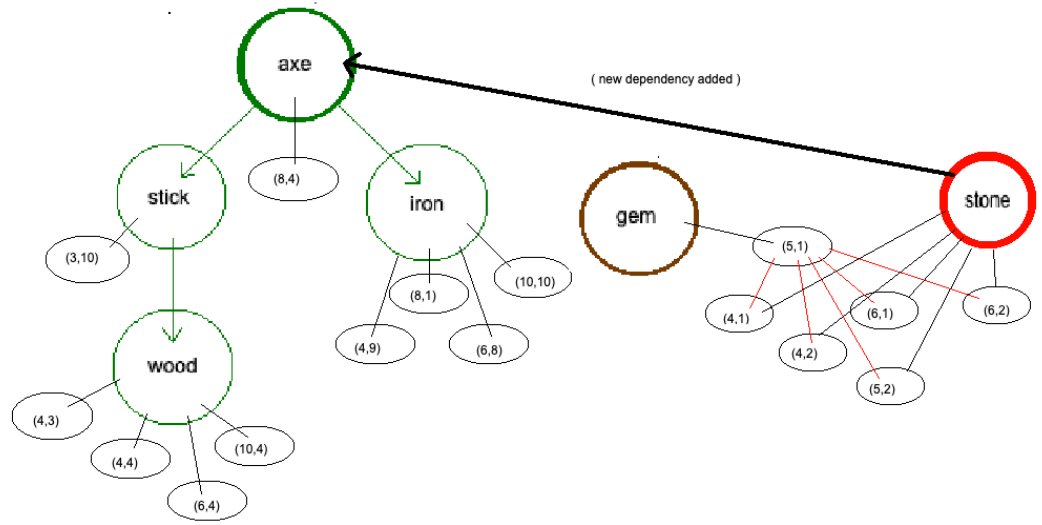 axe
( new dependency added )
stick
(8,4)
iron
gem
stone
(3,10)
(5,1)
(10,10)
(8,1)
(4,1)
(6,1)
(6,2)
(4,9)
(6,8)
(4,2)
wood
(5,2)
(4,3)
(4,4)
(10,4)
(6,4)